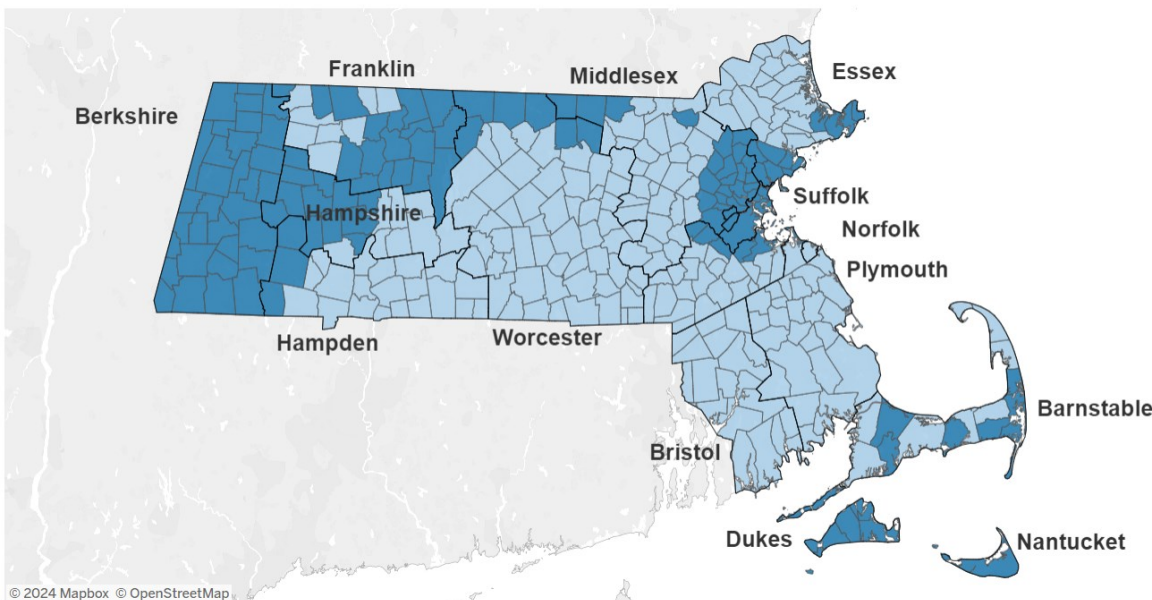 Franklin
Middlesex
Essex
Berkshire
Suffolk
Hampshire
Norfolk
Plymouth
Hampden
Worcester
Barnstable
Bristol
Dukes
Nantucket
© 2024 Mapbox © OpenStreetMap